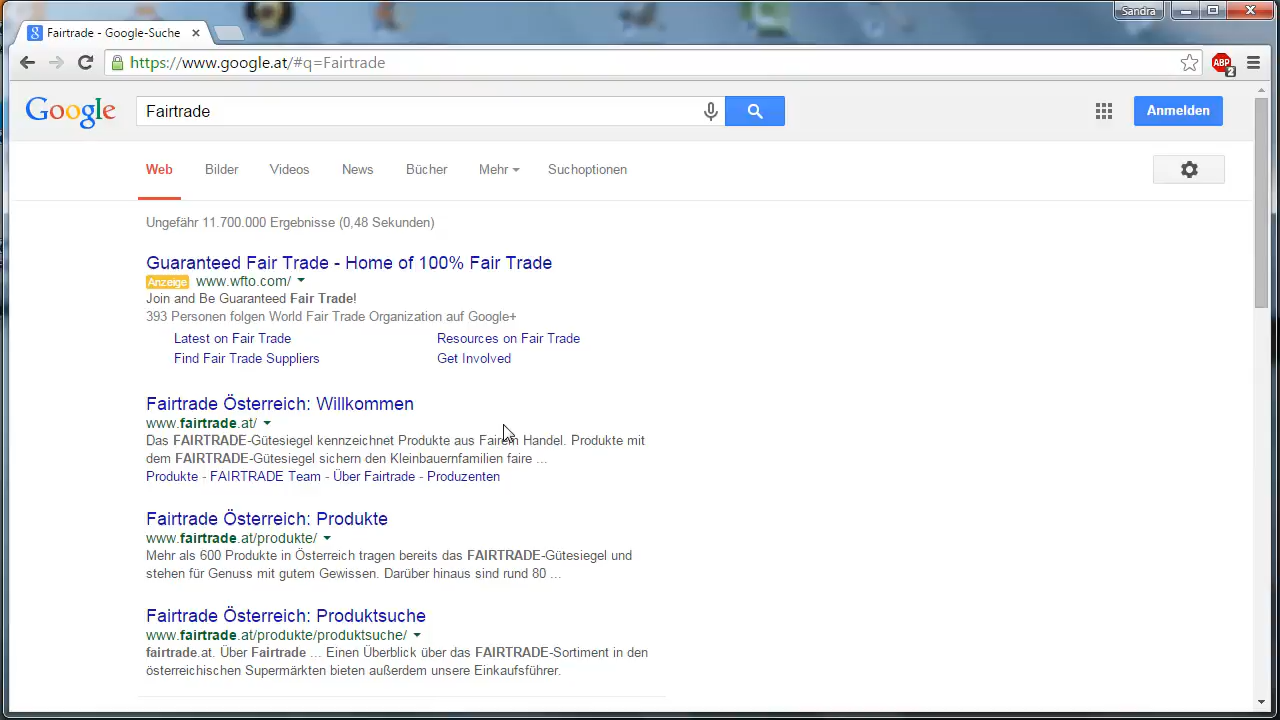 Sandra
Fairtrade - Google-Suche
https://www.google.at/#q=Fairtrade
ABP
2
Google
Fairtrade
Anmelden
Web Bilder Videos News Bücher Mehr Suchoptionen
Ungefähr 11.700.000 Ergebnisse (0,48 Sekunden)
Guaranteed Fair Trade - Home of 100% Fair Trade
Anzeige www.wfto.com/
Join and Be Guaranteed Fair Trade!
393 Personen folgen World Fair Trade Organization auf Google+
Latest on Fair Trade Resources on Fair Trade
Find Fair Trade Suppliers Get Involved
Fairtrade Österreich: Willkommen
www.fairtrade.at/
Das FAIRTRADE-Gütesiegel kennzeichnet Produkte aus Fairem Handel. Produkte mit
dem FAIRTRADE-Gütesiegel sichern den Kleinbauernfamilien faire ...
Produkte - FAIRTRADE Team - Über Fairtrade - Produzenten
Fairtrade Österreich: Produkte
www.fairtrade.at/produkte/
Mehr als 600 Produkte in Österreich tragen bereits das FAIRTRADE-Gütesiegel und
stehen für Genuss mit gutem Gewissen. Darüber hinaus sind rund 80 ...
Fairtrade Österreich: Produktsuche
www.fairtrade.at/produkte/produktsuche/
fairtrade.at. Über Fairtrade ... Einen Überblick über das FAIRTRADE-Sortiment in den
österreichischen Supermärkten bieten außerdem unsere Einkaufsführer.